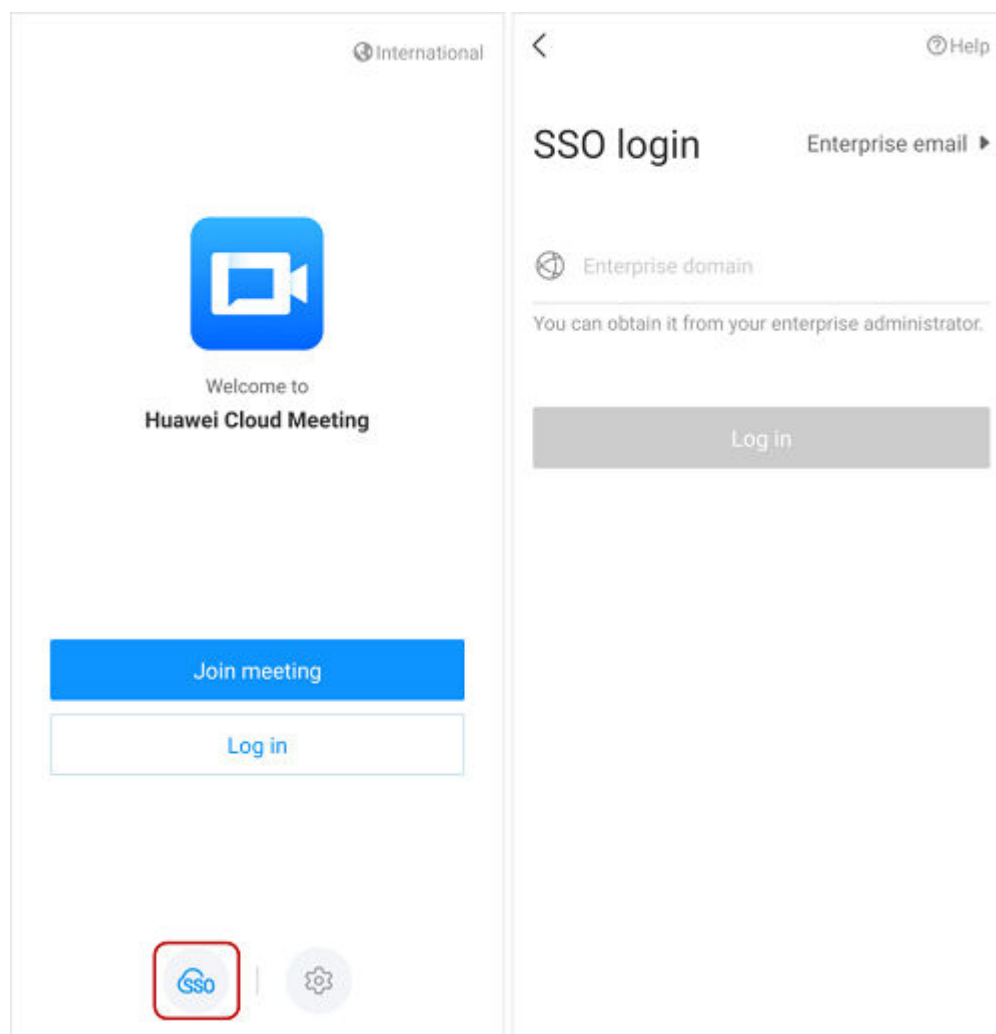 International
Welcome to
Huawei Cloud Meeting
Join meeting
Log in
SSO
Help
SSO login
Enterprise email
Enterprise domain
You can obtain it from your enterprise administrator.
Log in